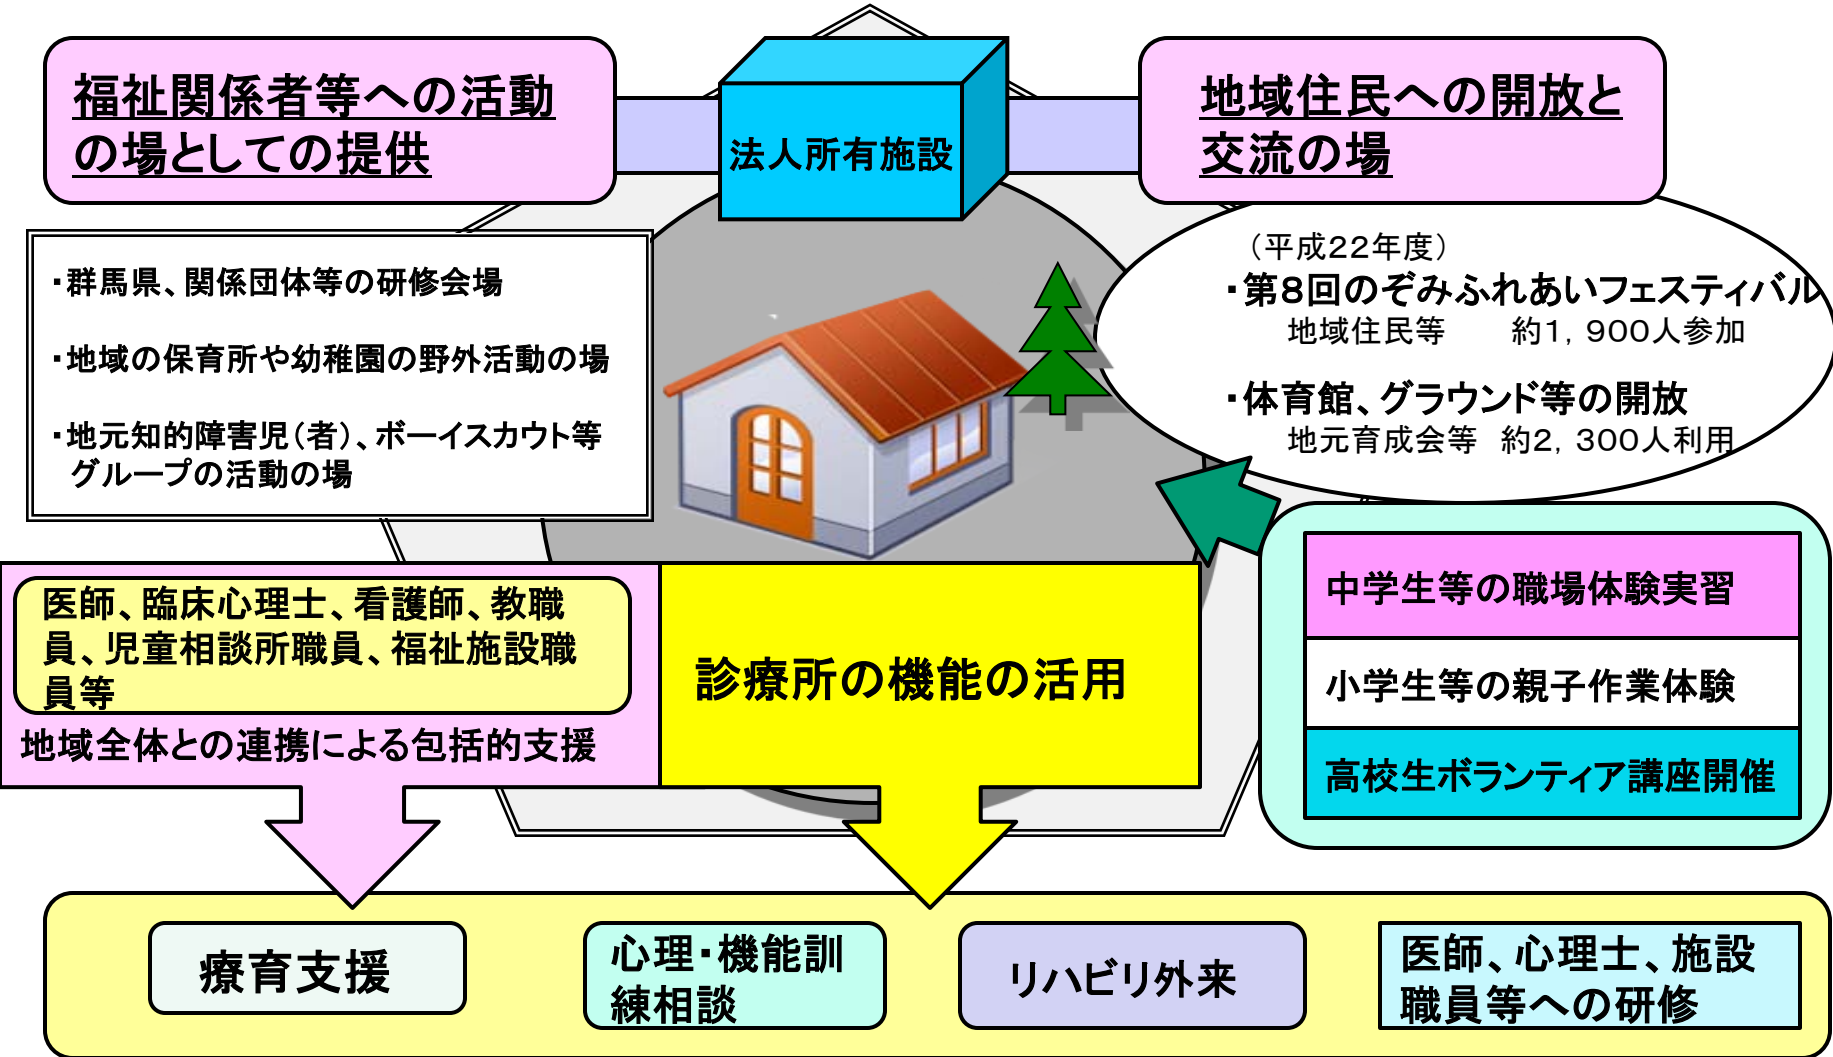 福祉関係者等への活動
の場としての提供
法人所有施設
地域住民への開放と
交流の場
・群馬県、関係団体等の研修会場
・地域の保育所や幼稚園の野外活動の場
・地元知的障害児（者）、ボーイスカウト等
グループの活動の場
（平成２２年度）
・第８回のぞみふれあいフェスティバル
地域住民等　　約１，９００人参加
・体育館、グラウンド等の開放
地元育成会等　約２，３００人利用
医師、臨床心理士、看護師、教職
員、児童相談所職員、福祉施設職
員等
地域全体との連携による包括的支援
診療所の機能の活用
中学生等の職場体験実習
小学生等の親子作業体験
高校生ボランティア講座開催
療育支援
心理・機能訓
練相談
リハビリ外来
医師、心理士、施設
職員等への研修